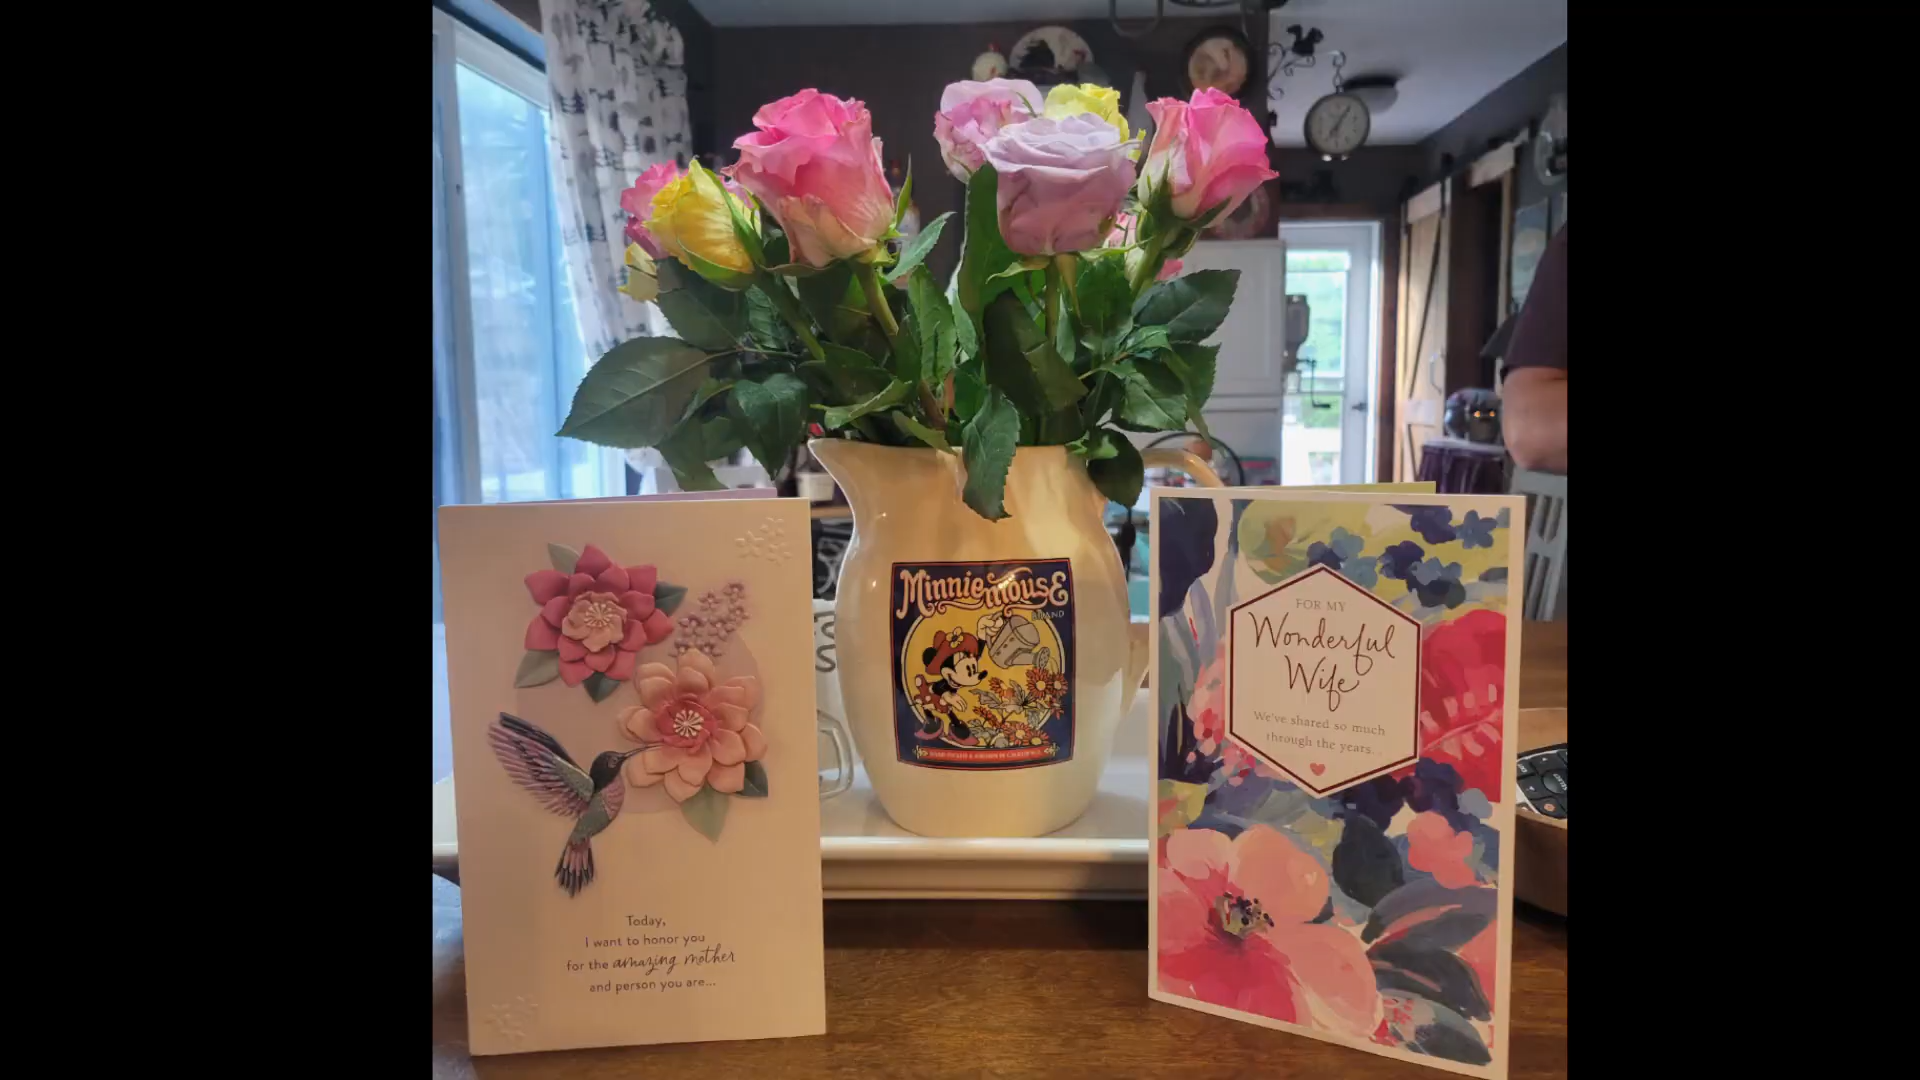 Minnie mouse
BRAND
Today,
I want to honor you
for the amazing mother
and person you are...
FOR MY
Wonderful
Wife
We've shared so much
through the years...